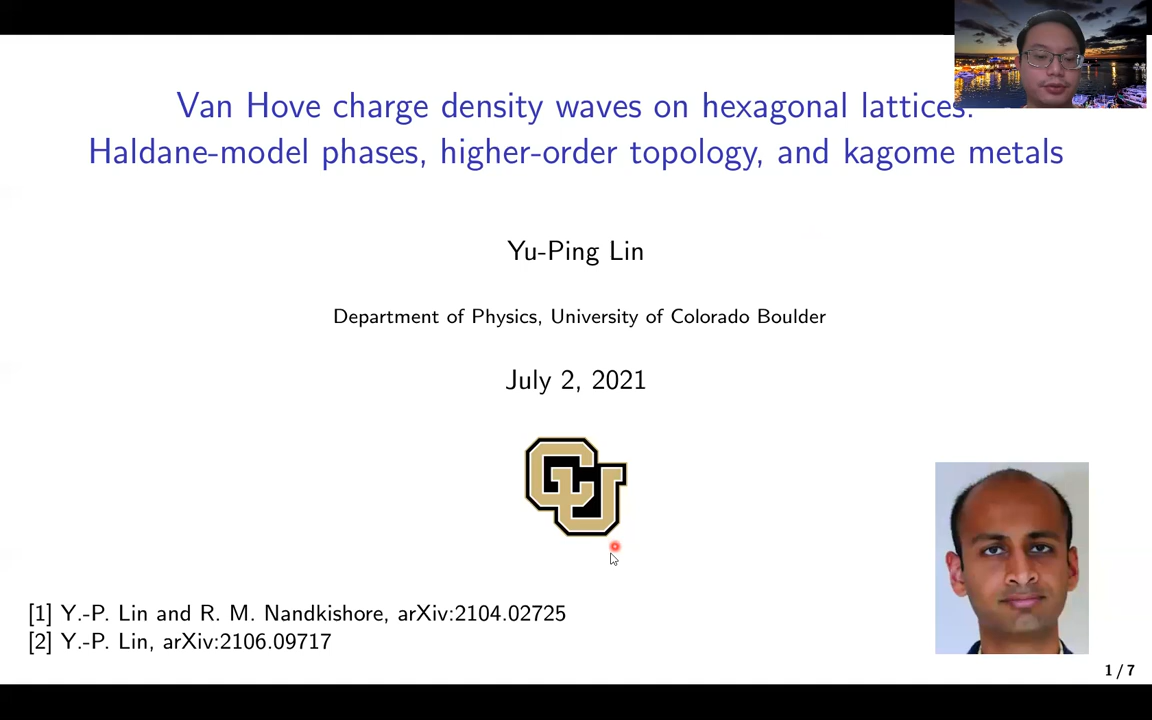 Van Hove charge density waves on hexagonal lattices:
Haldane-model phases, higher-order topology, and kagome metals
Yu-Ping Lin
Department of Physics, University of Colorado Boulder
July 2, 2021
CU
[1] Y.-P. Lin and R. M. Nandkishore, arXiv:2104.02725
[2] Y.-P. Lin, arXiv:2106.09717
1 / 7